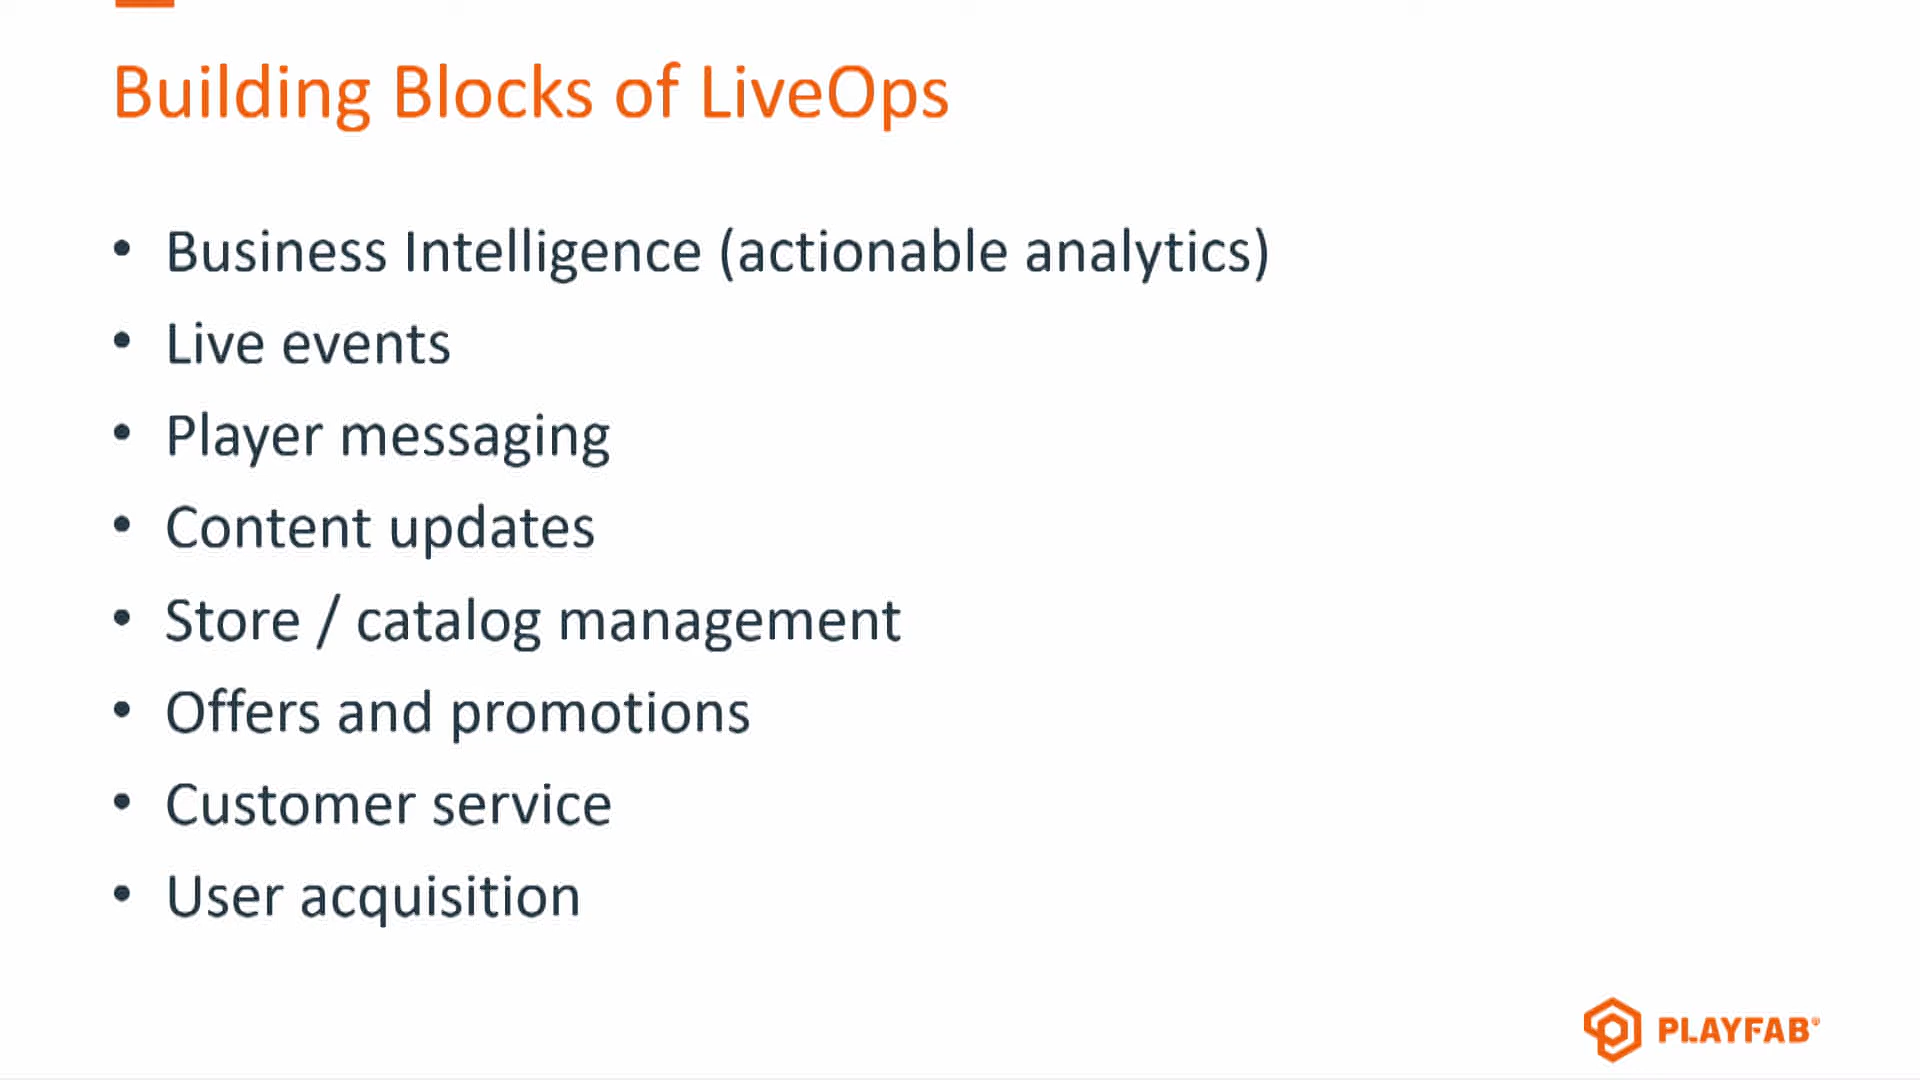 Building Blocks of LiveOps
• Business Intelligence (actionable analytics)
• Live events
• Player messaging
• Content updates
• Store / catalog management
• Offers and promotions
• Customer service
• User acquisition
PLAYFAB®